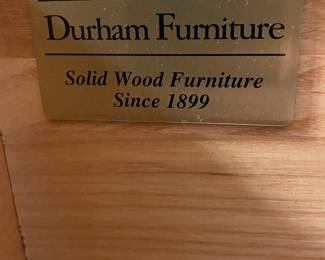 Durham Furniture
Solid Wood Furniture
Since 1899